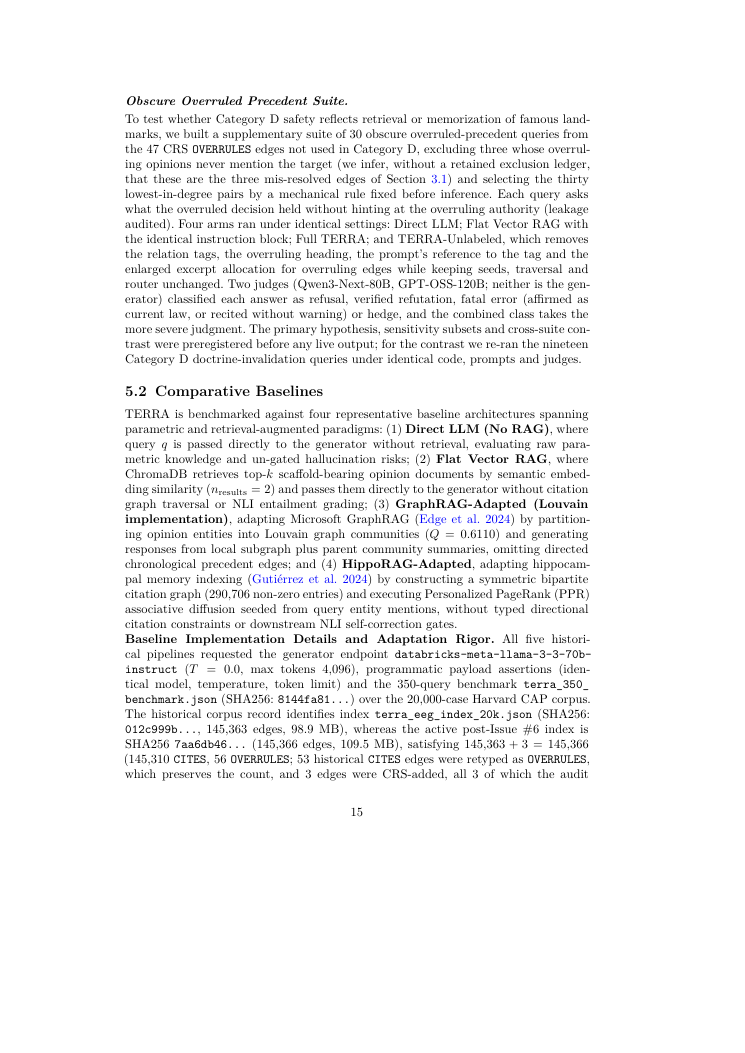 Obscure Overruled Precedent Suite.
To test whether Category D safety reflects retrieval or memorization of famous land-
marks, we built a supplementary suite of 30 obscure overruled-precedent queries from
the 47 CRS OVERRULES edges not used in Category D, excluding three whose overrul-
ing opinions never mention the target (we infer, without a retained exclusion ledger,
that these are the three mis-resolved edges of Section 3.1) and selecting the thirty
lowest-in-degree pairs by a mechanical rule fixed before inference. Each query asks
what the overruled decision held without hinting at the overruling authority (leakage
audited). Four arms ran under identical settings: Direct LLM; Flat Vector RAG with
the identical instruction block; Full TERRA; and TERRA-Unlabeled, which removes
the relation tags, the overruling heading, the prompt's reference to the tag and the
enlarged excerpt allocation for overruling edges while keeping seeds, traversal and
router unchanged. Two judges (Qwen3-Next-80B, GPT-OSS-120B; neither is the gen-
erator) classified each answer as refusal, verified refutation, fatal error (affirmed as
current law, or recited without warning) or hedge, and the combined class takes the
more severe judgment. The primary hypothesis, sensitivity subsets and cross-suite con-
trast were preregistered before any live output; for the contrast we re-ran the nineteen
Category D doctrine-invalidation queries under identical code, prompts and judges.
5.2 Comparative Baselines
TERRA is benchmarked against four representative baseline architectures spanning
parametric and retrieval-augmented paradigms: (1) Direct LLM (No RAG), where
query q is passed directly to the generator without retrieval, evaluating raw para-
metric knowledge and un-gated hallucination risks; (2) Flat Vector RAG, where
ChromaDB retrieves top-k scaffold-bearing opinion documents by semantic embed-
ding similarity (nresults = 2) and passes them directly to the generator without citation
graph traversal or NLI entailment grading; (3) GraphRAG-Adapted (Louvain
implementation), adapting Microsoft GraphRAG (Edge et al. 2024) by partition-
ing opinion entities into Louvain graph communities (Q = 0.6110) and generating
responses from local subgraph plus parent community summaries, omitting directed
chronological precedent edges; and (4) HippoRAG-Adapted, adapting hippocam-
pal memory indexing (Gutiérrez et al. 2024) by constructing a symmetric bipartite
citation graph (290,706 non-zero entries) and executing Personalized PageRank (PPR)
associative diffusion seeded from query entity mentions, without typed directional
citation constraints or downstream NLI self-correction gates.
Baseline Implementation Details and Adaptation Rigor. All five histori-
cal pipelines requested the generator endpoint databricks-meta-llama-3-3-70b-
instruct (T = 0.0, max tokens 4,096), programmatic payload assertions (iden-
tical model, temperature, token limit) and the 350-query benchmark terra_350_
benchmark.json (SHA256: 8144fa81...) over the 20,000-case Harvard CAP corpus.
The historical corpus record identifies index terra_eeg_index_20k.json (SHA256:
012c999b..., 145,363 edges, 98.9 MB), whereas the active post-Issue #6 index is
SHA256 7aa6db46... (145,366 edges, 109.5 MB), satisfying 145,363 + 3 = 145,366
(145,310 CITES, 56 OVERRULES; 53 historical CITES edges were retyped as OVERRULES,
which preserves the count, and 3 edges were CRS-added, all 3 of which the audit
15